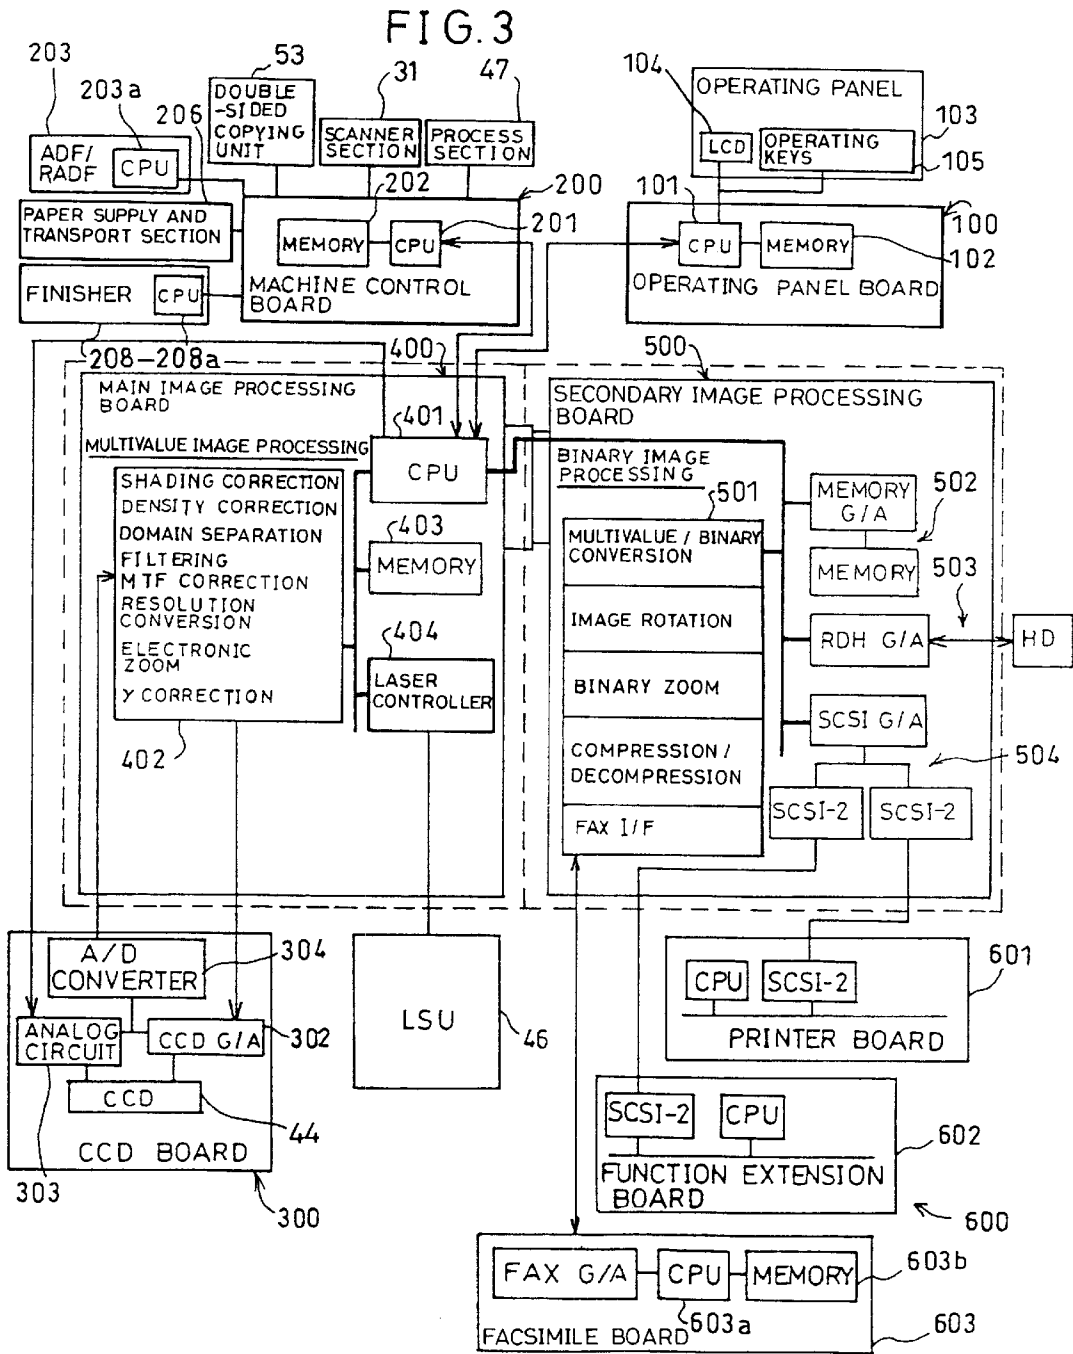 FIG.3
203
53
31
47
203a
206
DOUBLE
-SIDED
COPYING
UNIT
SCANNER
SECTION
PROCESS
SECTION
104
OPERATING PANEL
103
LCD
OPERATING
KEYS
105
ADF/
RADF
CPU
202
200
101
100
PAPER SUPPLY AND
TRANSPORT SECTION
201
MEMORY
CPU
CPU
MEMORY
102
FINISHER
CPU
MACHINE CONTROL
BOARD
OPERATING PANEL BOARD
208-208a
400
500
MAIN IMAGE PROCESSING
BOARD
SECONDARY IMAGE PROCESSING
BOARD
401
MULTIVALUE IMAGE PROCESSING
CPU
BINARY IMAGE
PROCESSING
SHADING CORRECTION
DENSITY CORRECTION
DOMAIN SEPARATION
FILTERING
MTF CORRECTION
RESOLUTION
CONVERSION
ELECTRONIC
ZOOM
γ CORRECTION
402
403
MEMORY
404
LASER
CONTROLLER
501
MULTIVALUE / BINARY
CONVERSION
IMAGE ROTATION
BINARY ZOOM
COMPRESSION /
DECOMPRESSION
FAX I/F
MEMORY
G/A
502
MEMORY
503
RDH G/A
HD
SCSI G/A
504
SCSI-2
SCSI-2
A/D
CONVERTER
304
ANALOG
CIRCUIT
CCD G/A
302
CCD
44
CCD BOARD
303
300
LSU
46
601
CPU
SCSI-2
PRINTER BOARD
SCSI-2
CPU
602
FUNCTION EXTENSION
BOARD
600
FAX G/A
CPU
MEMORY
603b
603a
FACSIMILE BOARD
603